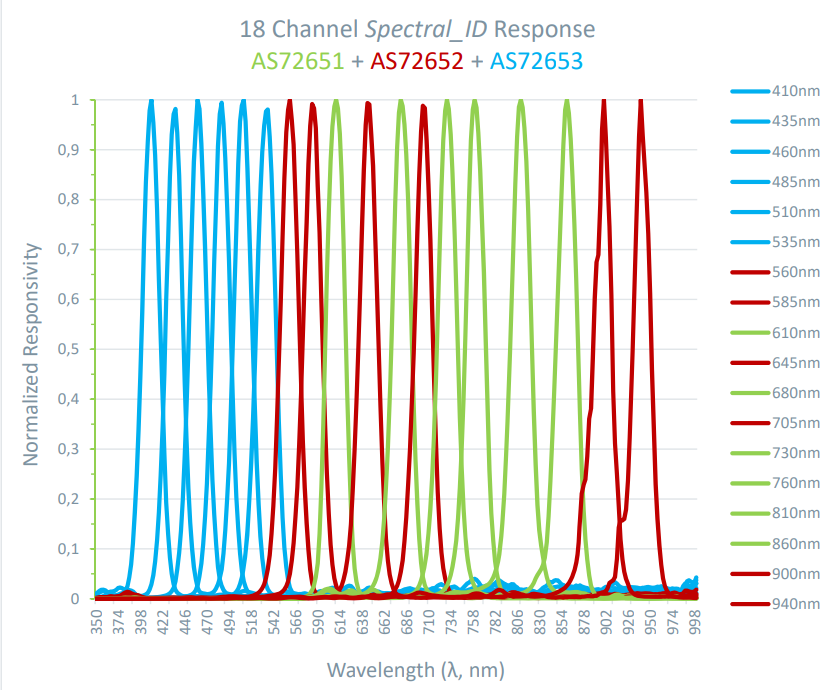 18 Channel Spectral_ID Response
AS72651 + AS72652 + AS72653
1
0,9
0,8
0,7
0,6
0,5
0,4
0,3
0,2
0,1
0
Normalized Responsivity
350
374
398
422
446
470
494
518
542
566
590
614
638
662
686
710
734
758
782
806
830
854
878
902
926
950
974
998
Wavelength (λ, nm)
410nm
435nm
460nm
485nm
510nm
535nm
560nm
585nm
610nm
645nm
680nm
705nm
730nm
760nm
810nm
860nm
900nm
940nm